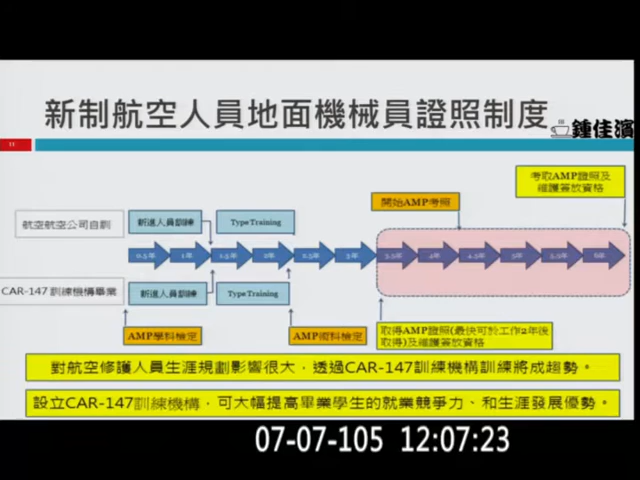 新制航空人員地面機械員證照制度
鍾佳濱
11
考取AMP證照及
維護簽放資格
開始AMP考照
航空航空公司自訓
新進人員訓練
TypeTraining
0.5年
1年
1.5年
2年
2.5年
3年
3.5年
4年
4.5年
5年
5.5年
6年
CAR-147 訓練機構畢業
新進人員訓練
TypeTraining
AMP學科檢定
AMP術科檢定
取得AMP證照(最快可於工作2年後
取得)及維護簽放資格
對航空修護人員生涯規劃影響很大，透過CAR-147訓練機構訓練將成趨勢。
設立CAR-147訓練機構，可大幅提高畢業學生的就業競爭力、和生涯發展優勢。
07-07-105 12:07:23